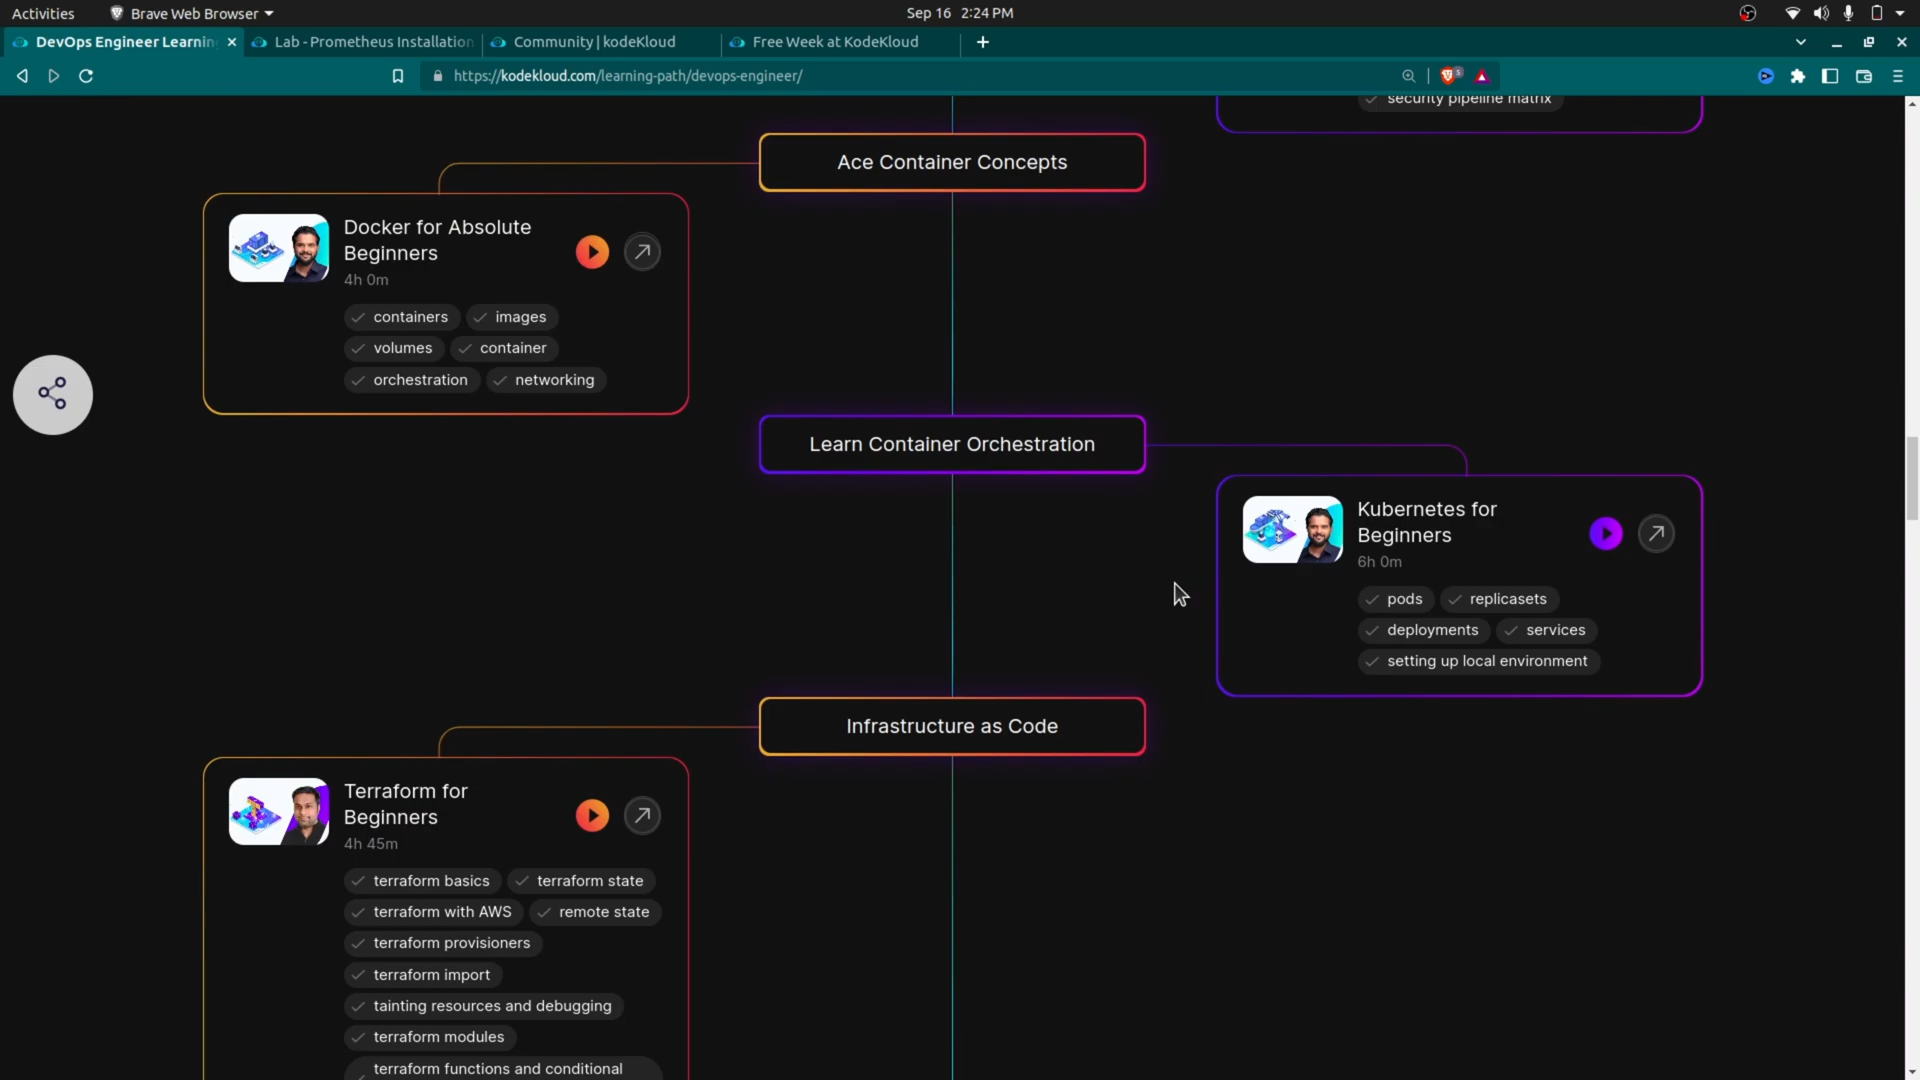 Activities
Brave Web Browser
Sep 16 2:24 PM
DevOps Engineer Learnin
Lab - Prometheus Installation
Community | kodeKloud
Free Week at KodeKloud
https://kodekloud.com/learning-path/devops-engineer/
5
security pipeline matrix
Ace Container Concepts
Docker for Absolute
Beginners
4h 0m
containers
images
volumes
container
orchestration
networking
Learn Container Orchestration
Kubernetes for
Beginners
6h 0m
pods
replicasets
deployments
services
setting up local environment
Infrastructure as Code
Terraform for
Beginners
4h 45m
terraform basics
terraform state
terraform with AWS
remote state
terraform provisioners
terraform import
tainting resources and debugging
terraform modules
terraform functions and conditional